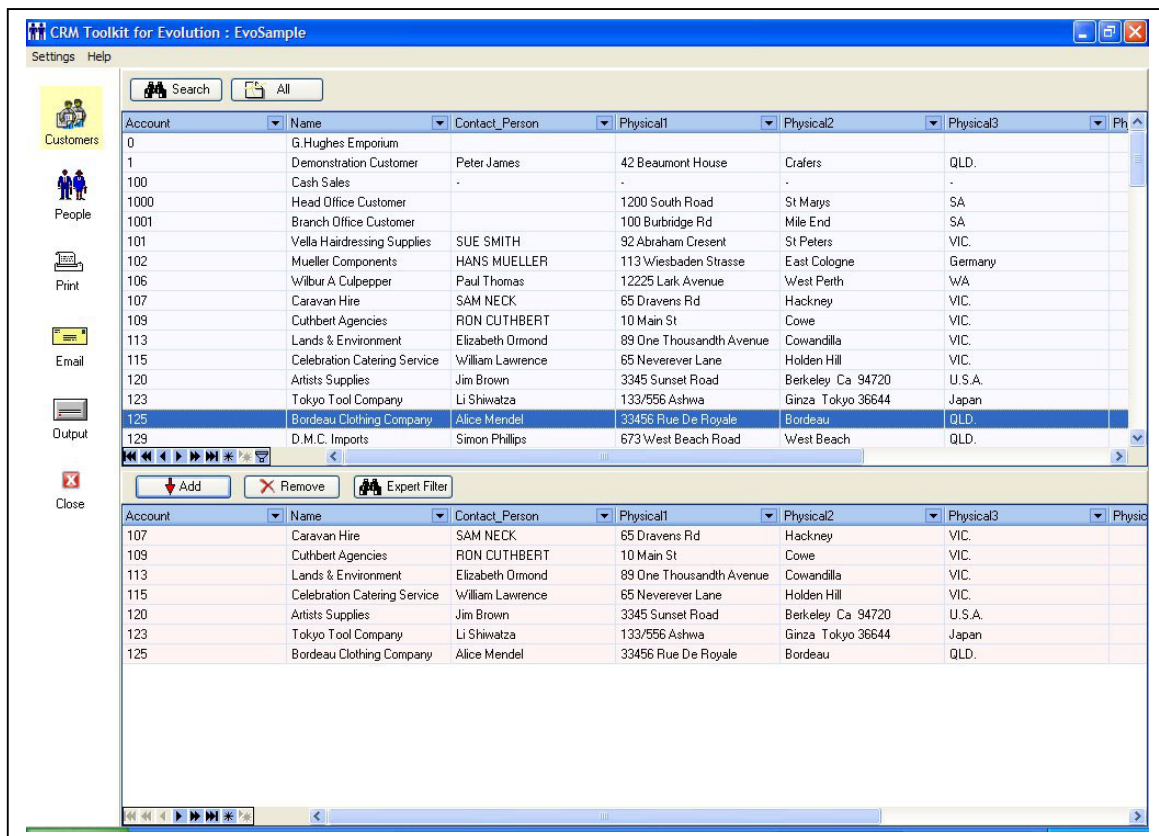 CRM Toolkit for Evolution : EvoSample
Settings Help
Customers
People
Print
Email
Output
Close
Search All
Account Name Contact_Person Physical1 Physical2 Physical3 Ph
0 G.Hughes Emporium
1 Demonstration Customer Peter James 42 Beaumont House Crafers QLD.
100 Cash Sales - - - -
1000 Head Office Customer 1200 South Road St Marys SA
1001 Branch Office Customer 100 Burbridge Rd Mile End SA
101 Vella Hairdressing Supplies SUE SMITH 92 Abraham Cresent St Peters VIC.
102 Mueller Components HANS MUELLER 113 Wiesbaden Strasse East Cologne Germany
106 Wilbur A Culpepper Paul Thomas 12225 Lark Avenue West Perth WA
107 Caravan Hire SAM NECK 65 Dravens Rd Hackney VIC.
109 Cuthbert Agencies RON CUTHBERT 10 Main St Cowe VIC.
113 Lands & Environment Elizabeth Ormond 89 One Thousandth Avenue Cowandilla VIC.
115 Celebration Catering Service William Lawrence 65 Neverever Lane Holden Hill VIC.
120 Artists Supplies Jim Brown 3345 Sunset Road Berkeley Ca 94720 U.S.A.
123 Tokyo Tool Company Li Shiwatza 133/556 Ashwa Ginza Tokyo 36644 Japan
125 Bordeau Clothing Company Alice Mendel 33456 Rue De Royale Bordeau QLD.
129 D.M.C. Imports Simon Phillips 673 West Beach Road West Beach QLD.
Add Remove Expert Filter
Account Name Contact_Person Physical1 Physical2 Physical3 Physic
107 Caravan Hire SAM NECK 65 Dravens Rd Hackney VIC.
109 Cuthbert Agencies RON CUTHBERT 10 Main St Cowe VIC.
113 Lands & Environment Elizabeth Ormond 89 One Thousandth Avenue Cowandilla VIC.
115 Celebration Catering Service William Lawrence 65 Neverever Lane Holden Hill VIC.
120 Artists Supplies Jim Brown 3345 Sunset Road Berkeley Ca 94720 U.S.A.
123 Tokyo Tool Company Li Shiwatza 133/556 Ashwa Ginza Tokyo 36644 Japan
125 Bordeau Clothing Company Alice Mendel 33456 Rue De Royale Bordeau QLD.